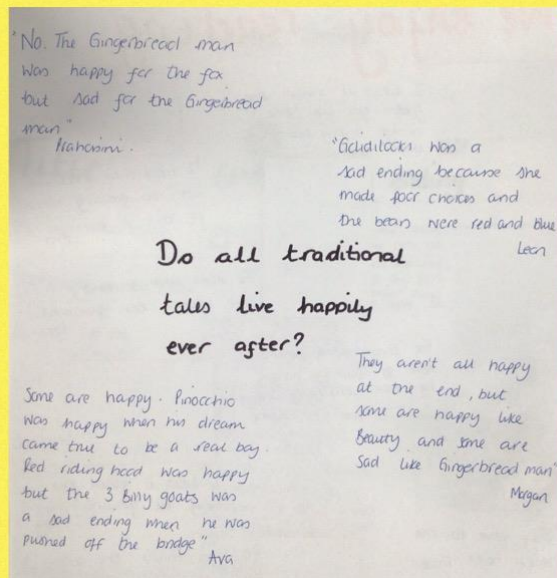 "No. The Gingerbread man
was happy for the fox
but sad for the Gingerbread
man"
"Goldilocks was a
sad ending because she
made poor choices and
the bears were red and blue
Leon
Do all traditional
tales live happily
ever after?
They aren't all happy
at the end, but
some are happy like
Beauty and some are
Sad like Gingerbread man"
Morgan
Some are happy. Pinocchio
was happy when his dream
came true to be a real boy.
Red riding hood was happy
but the 3 Billy goats was
a sad ending when he was
pushed off the bridge"
Ava